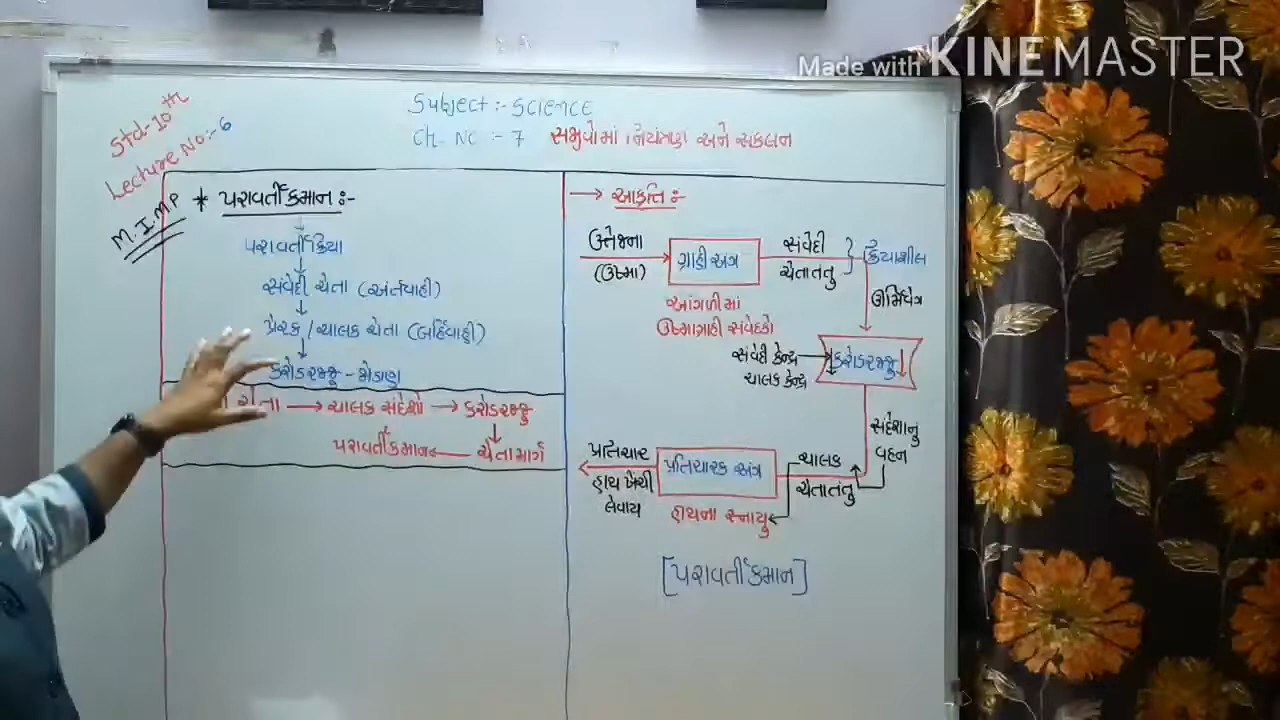 Made with KINEMASTER
Std-10th
Lecture No:-6
Subject :- Science
Ch. No :- 7 સજીવોમાં નિયંત્રણ અને સંકલન
M.I.M.P * પરાવર્તીકમાન :-
પરાવર્તીક્રિયા
↓
સંવેદી ચેતા (અંર્તવાહી)
↓
પ્રેરક/ચાલક ચેતા (બર્હિવાહી)
↓
કરોડરજ્જૂ - જોડાણ
ચેતા → ચાલક સંદેશો → કરોડરજ્જુ
↓
પરાવર્તીકમાન ← ચેતામાર્ગ
→ આકૃતિ :-
ઉત્તેજના
(ઉષ્મા)
ગ્રાહીઅંગ
સંવેદી
ચેતાતંતુ
ક્રિયાશીલ
આંગળીમાં
ઉષ્માગ્રાહી સંવેદકો
ઊર્મિવેગ
સંવેદી કેન્દ્ર
ચાલક કેન્દ્ર
કરોડરજ્જુ
સંદેશાનુ
વહન
ચાલક
ચેતાતંતુ
પ્રતિચારક અંગ
હાથના સ્નાયુ
પ્રતિચાર
હાથ ખેંચી
લેવાય
[પરાવર્તીકમાન]